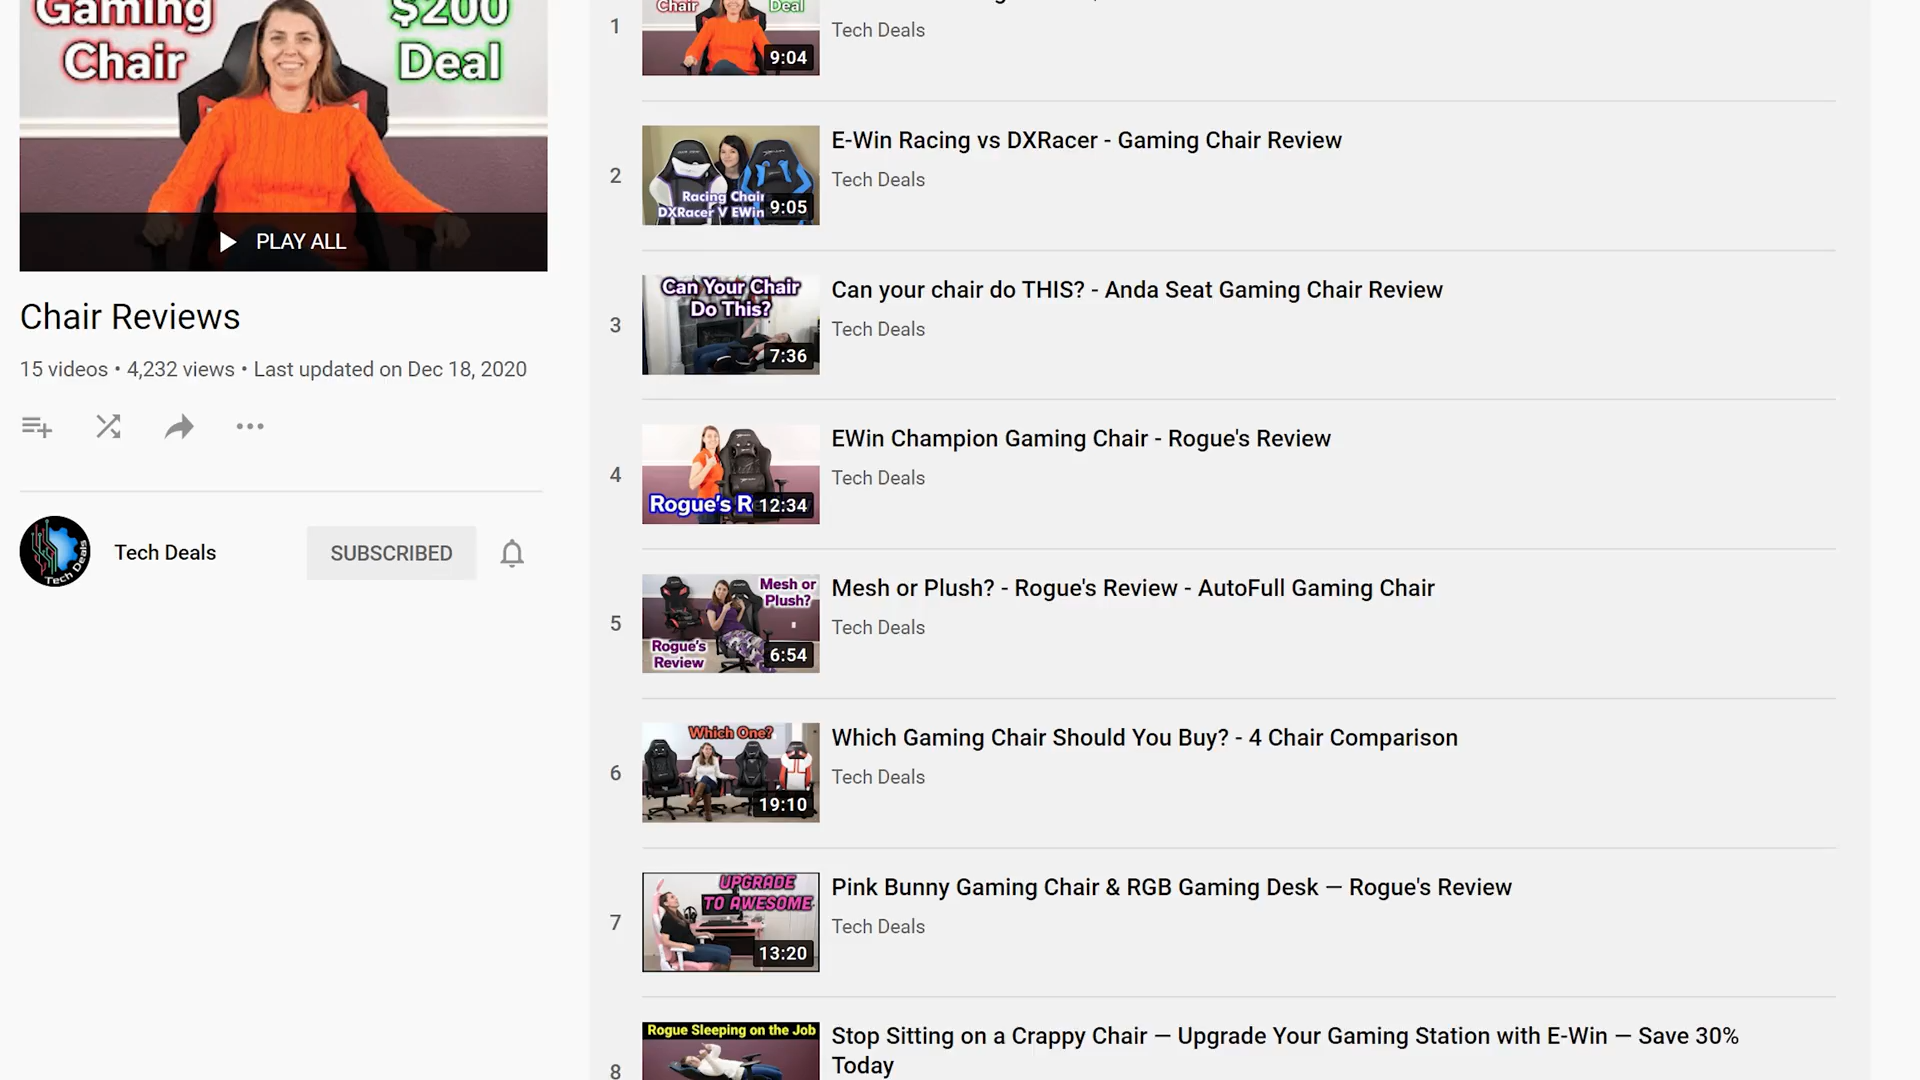 Gaming $200
Chair Deal
PLAY ALL
Chair Reviews
15 videos • 4,232 views • Last updated on Dec 18, 2020
Tech Deals
Tech Deals
SUBSCRIBED
1
Chair Deal
9:04
Tech Deals
2
Racing Chair
DXRacer V EWin
9:05
E-Win Racing vs DXRacer - Gaming Chair Review
Tech Deals
3
Can Your Chair
Do This?
7:36
Can your chair do THIS? - Anda Seat Gaming Chair Review
Tech Deals
4
Rogue's R
12:34
EWin Champion Gaming Chair - Rogue's Review
Tech Deals
5
Mesh or
Plush?
Rogue's
Review
6:54
Mesh or Plush? - Rogue's Review - AutoFull Gaming Chair
Tech Deals
6
Which One?
19:10
Which Gaming Chair Should You Buy? - 4 Chair Comparison
Tech Deals
7
UPGRADE
TO AWESOME
13:20
Pink Bunny Gaming Chair & RGB Gaming Desk — Rogue's Review
Tech Deals
8
Rogue Sleeping on the Job
Stop Sitting on a Crappy Chair — Upgrade Your Gaming Station with E-Win — Save 30%
Today